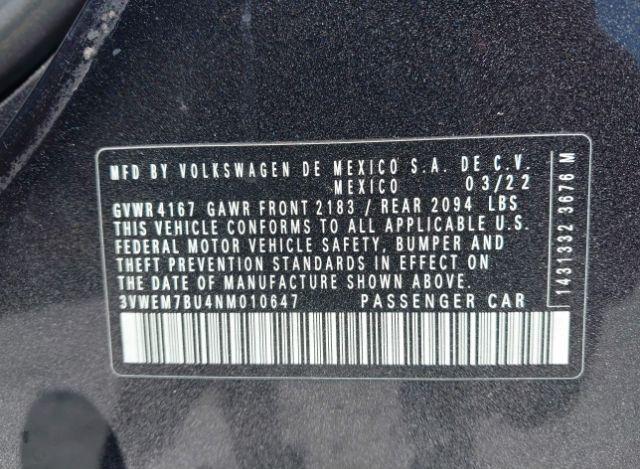 MFD BY VOLKSWAGEN DE MEXICO S.A. DE C.V.
MEXICO 03/22
GVWR 4167 GAWR FRONT 2183 / REAR 2094 LBS
THIS VEHICLE CONFORMS TO ALL APPLICABLE U.S.
FEDERAL MOTOR VEHICLE SAFETY, BUMPER AND
THEFT PREVENTION STANDARDS IN EFFECT ON
THE DATE OF MANUFACTURE SHOWN ABOVE.
3VWEM7BU4NM010647 PASSENGER CAR
1431332 3676 M